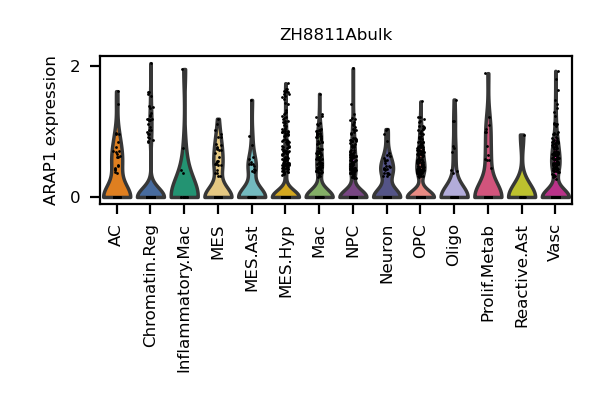 ZH8811Abulk
ARAP1 expression
2
0
AC
Chromatin.Reg
Inflammatory.Mac
MES
MES.Ast
MES.Hyp
Mac
NPC
Neuron
OPC
Oligo
Prolif.Metab
Reactive.Ast
Vasc